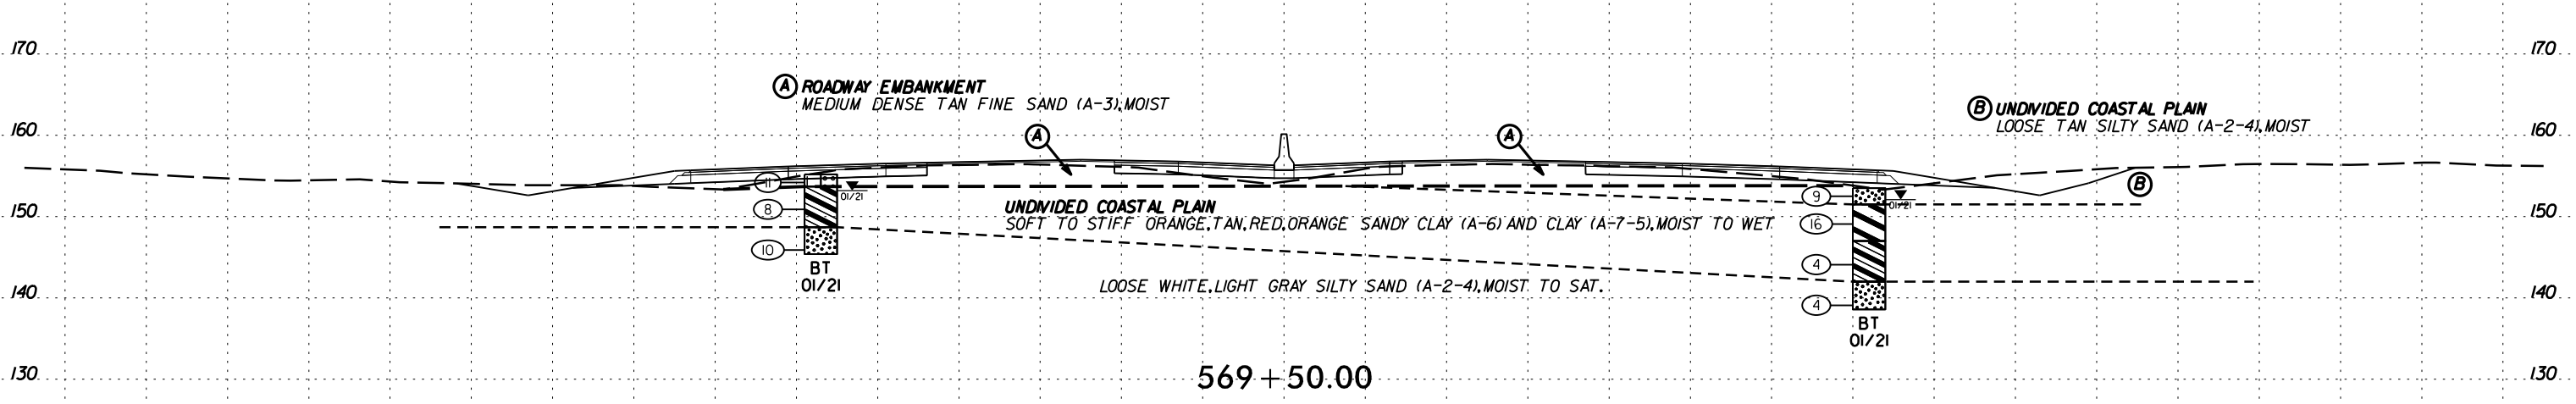 170 170
Ⓐ ROADWAY EMBANKMENT
MEDIUM DENSE TAN FINE SAND (A-3),MOIST
Ⓑ UNDIVIDED COASTAL PLAIN
LOOSE TAN SILTY SAND (A-2-4),MOIST
160 160
A A
11
B
01/21
9
01/21
8
UNDIVIDED COASTAL PLAIN
150 150
SOFT TO STIFF ORANGE,TAN,RED,ORANGE SANDY CLAY (A-6) AND CLAY (A-7-5),MOIST TO WET
16
10
4
BT
01/21
LOOSE WHITE,LIGHT GRAY SILTY SAND (A-2-4),MOIST TO SAT.
140 140
4
BT
01/21
130 130
569+50.00